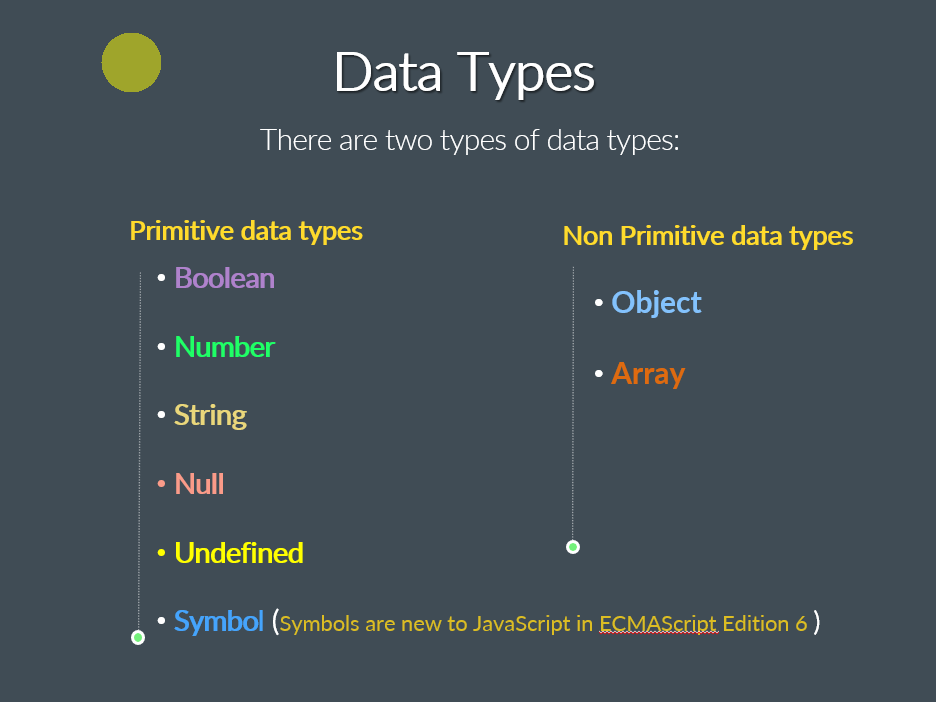 Data Types
There are two types of data types:
Primitive data types
• Boolean
• Number
• String
• Null
• Undefined
• Symbol (Symbols are new to JavaScript in ECMAScript Edition 6 )
Non Primitive data types
• Object
• Array